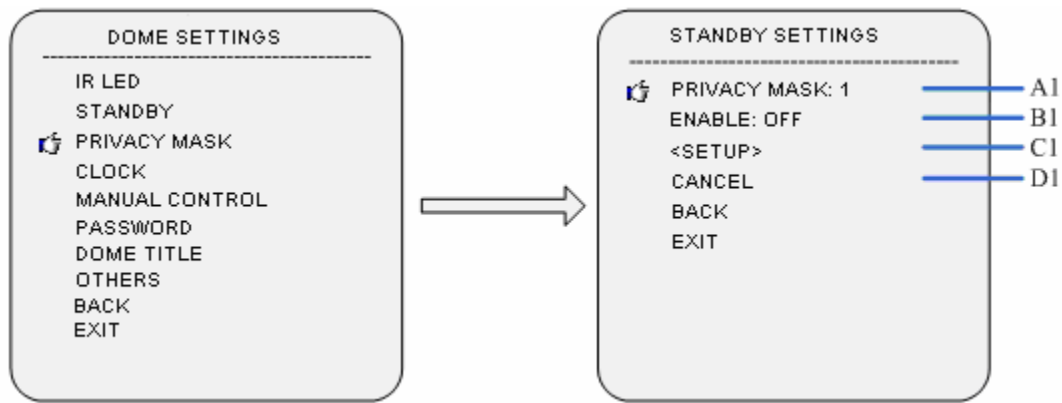 DOME SETTINGS
IR LED
STANDBY
PRIVACY MASK
CLOCK
MANUAL CONTROL
PASSWORD
DOME TITLE
OTHERS
BACK
EXIT
STANDBY SETTINGS
PRIVACY MASK: 1
A1
ENABLE: OFF
B1
<SETUP>
C1
CANCEL
D1
BACK
EXIT